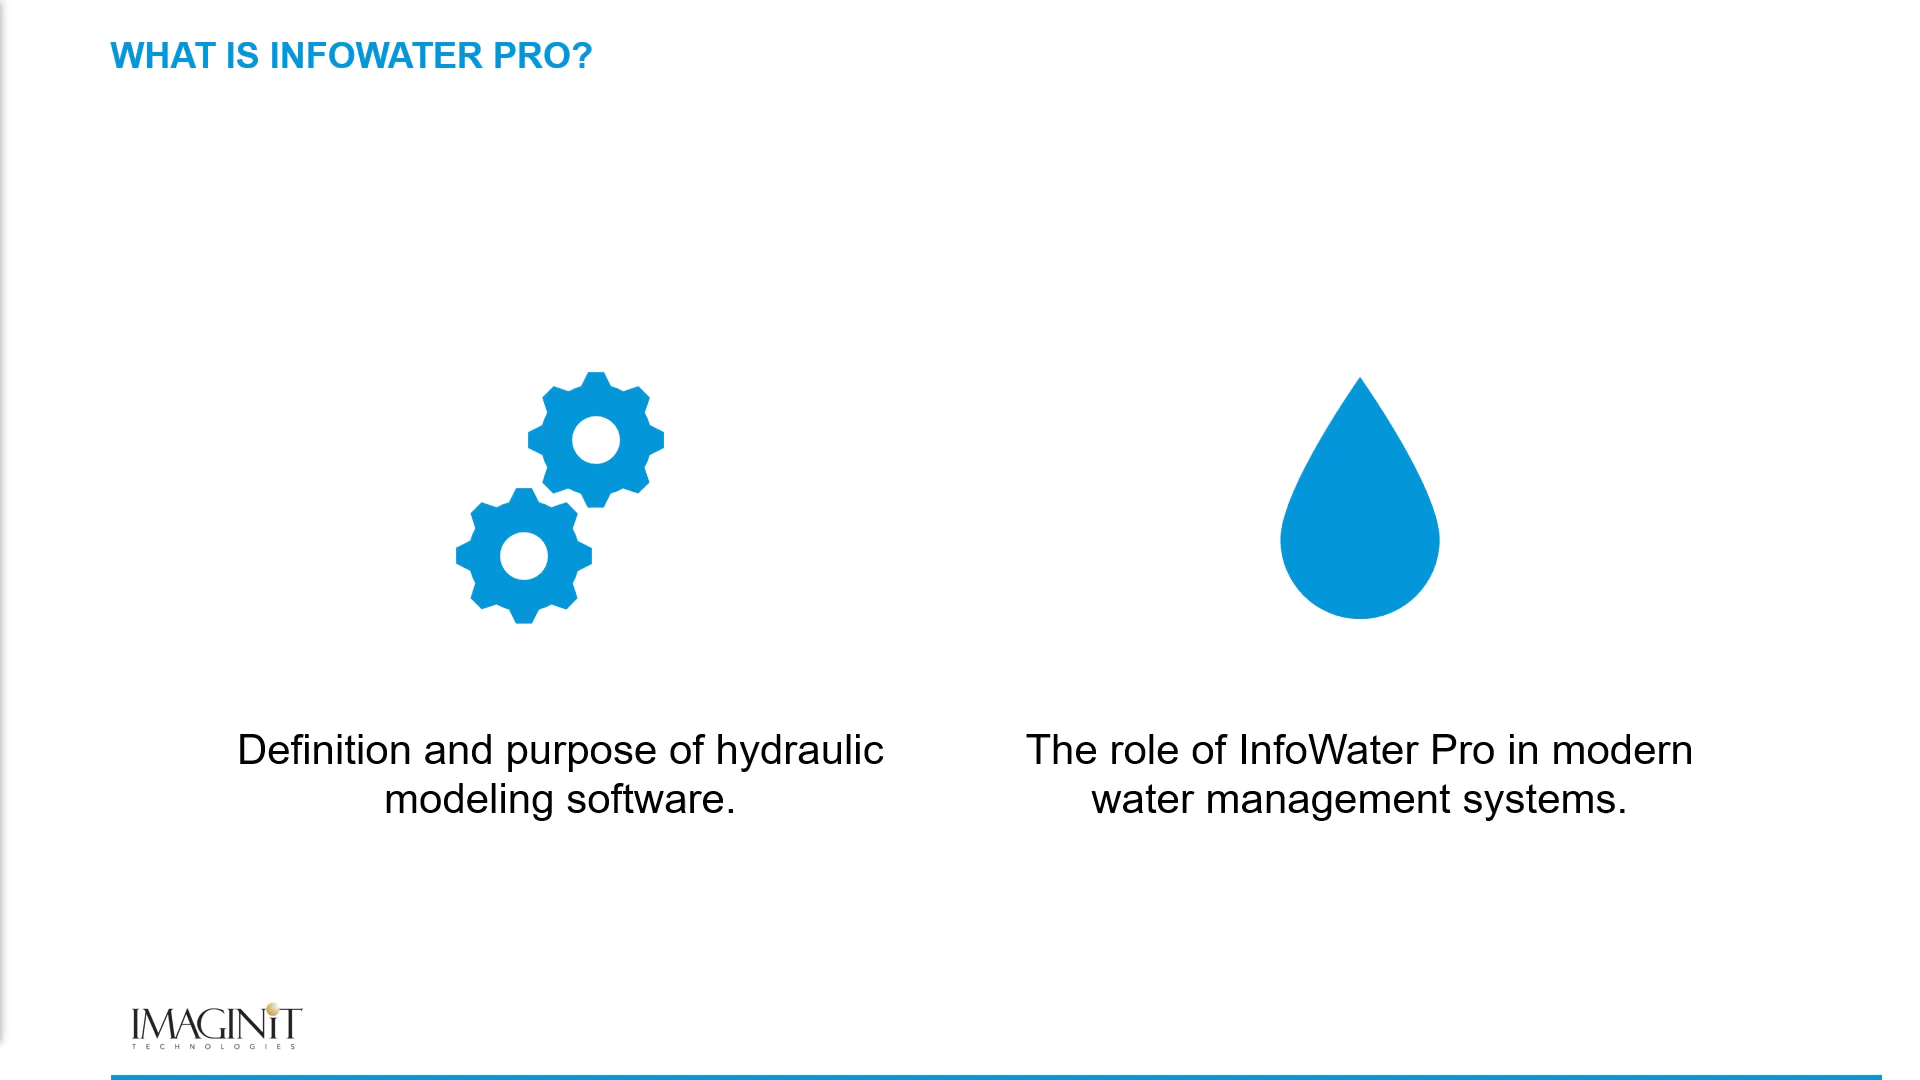 WHAT IS INFOWATER PRO?
Definition and purpose of hydraulic
modeling software.
The role of InfoWater Pro in modern
water management systems.
IMAGINiT
TECHNOLOGIES